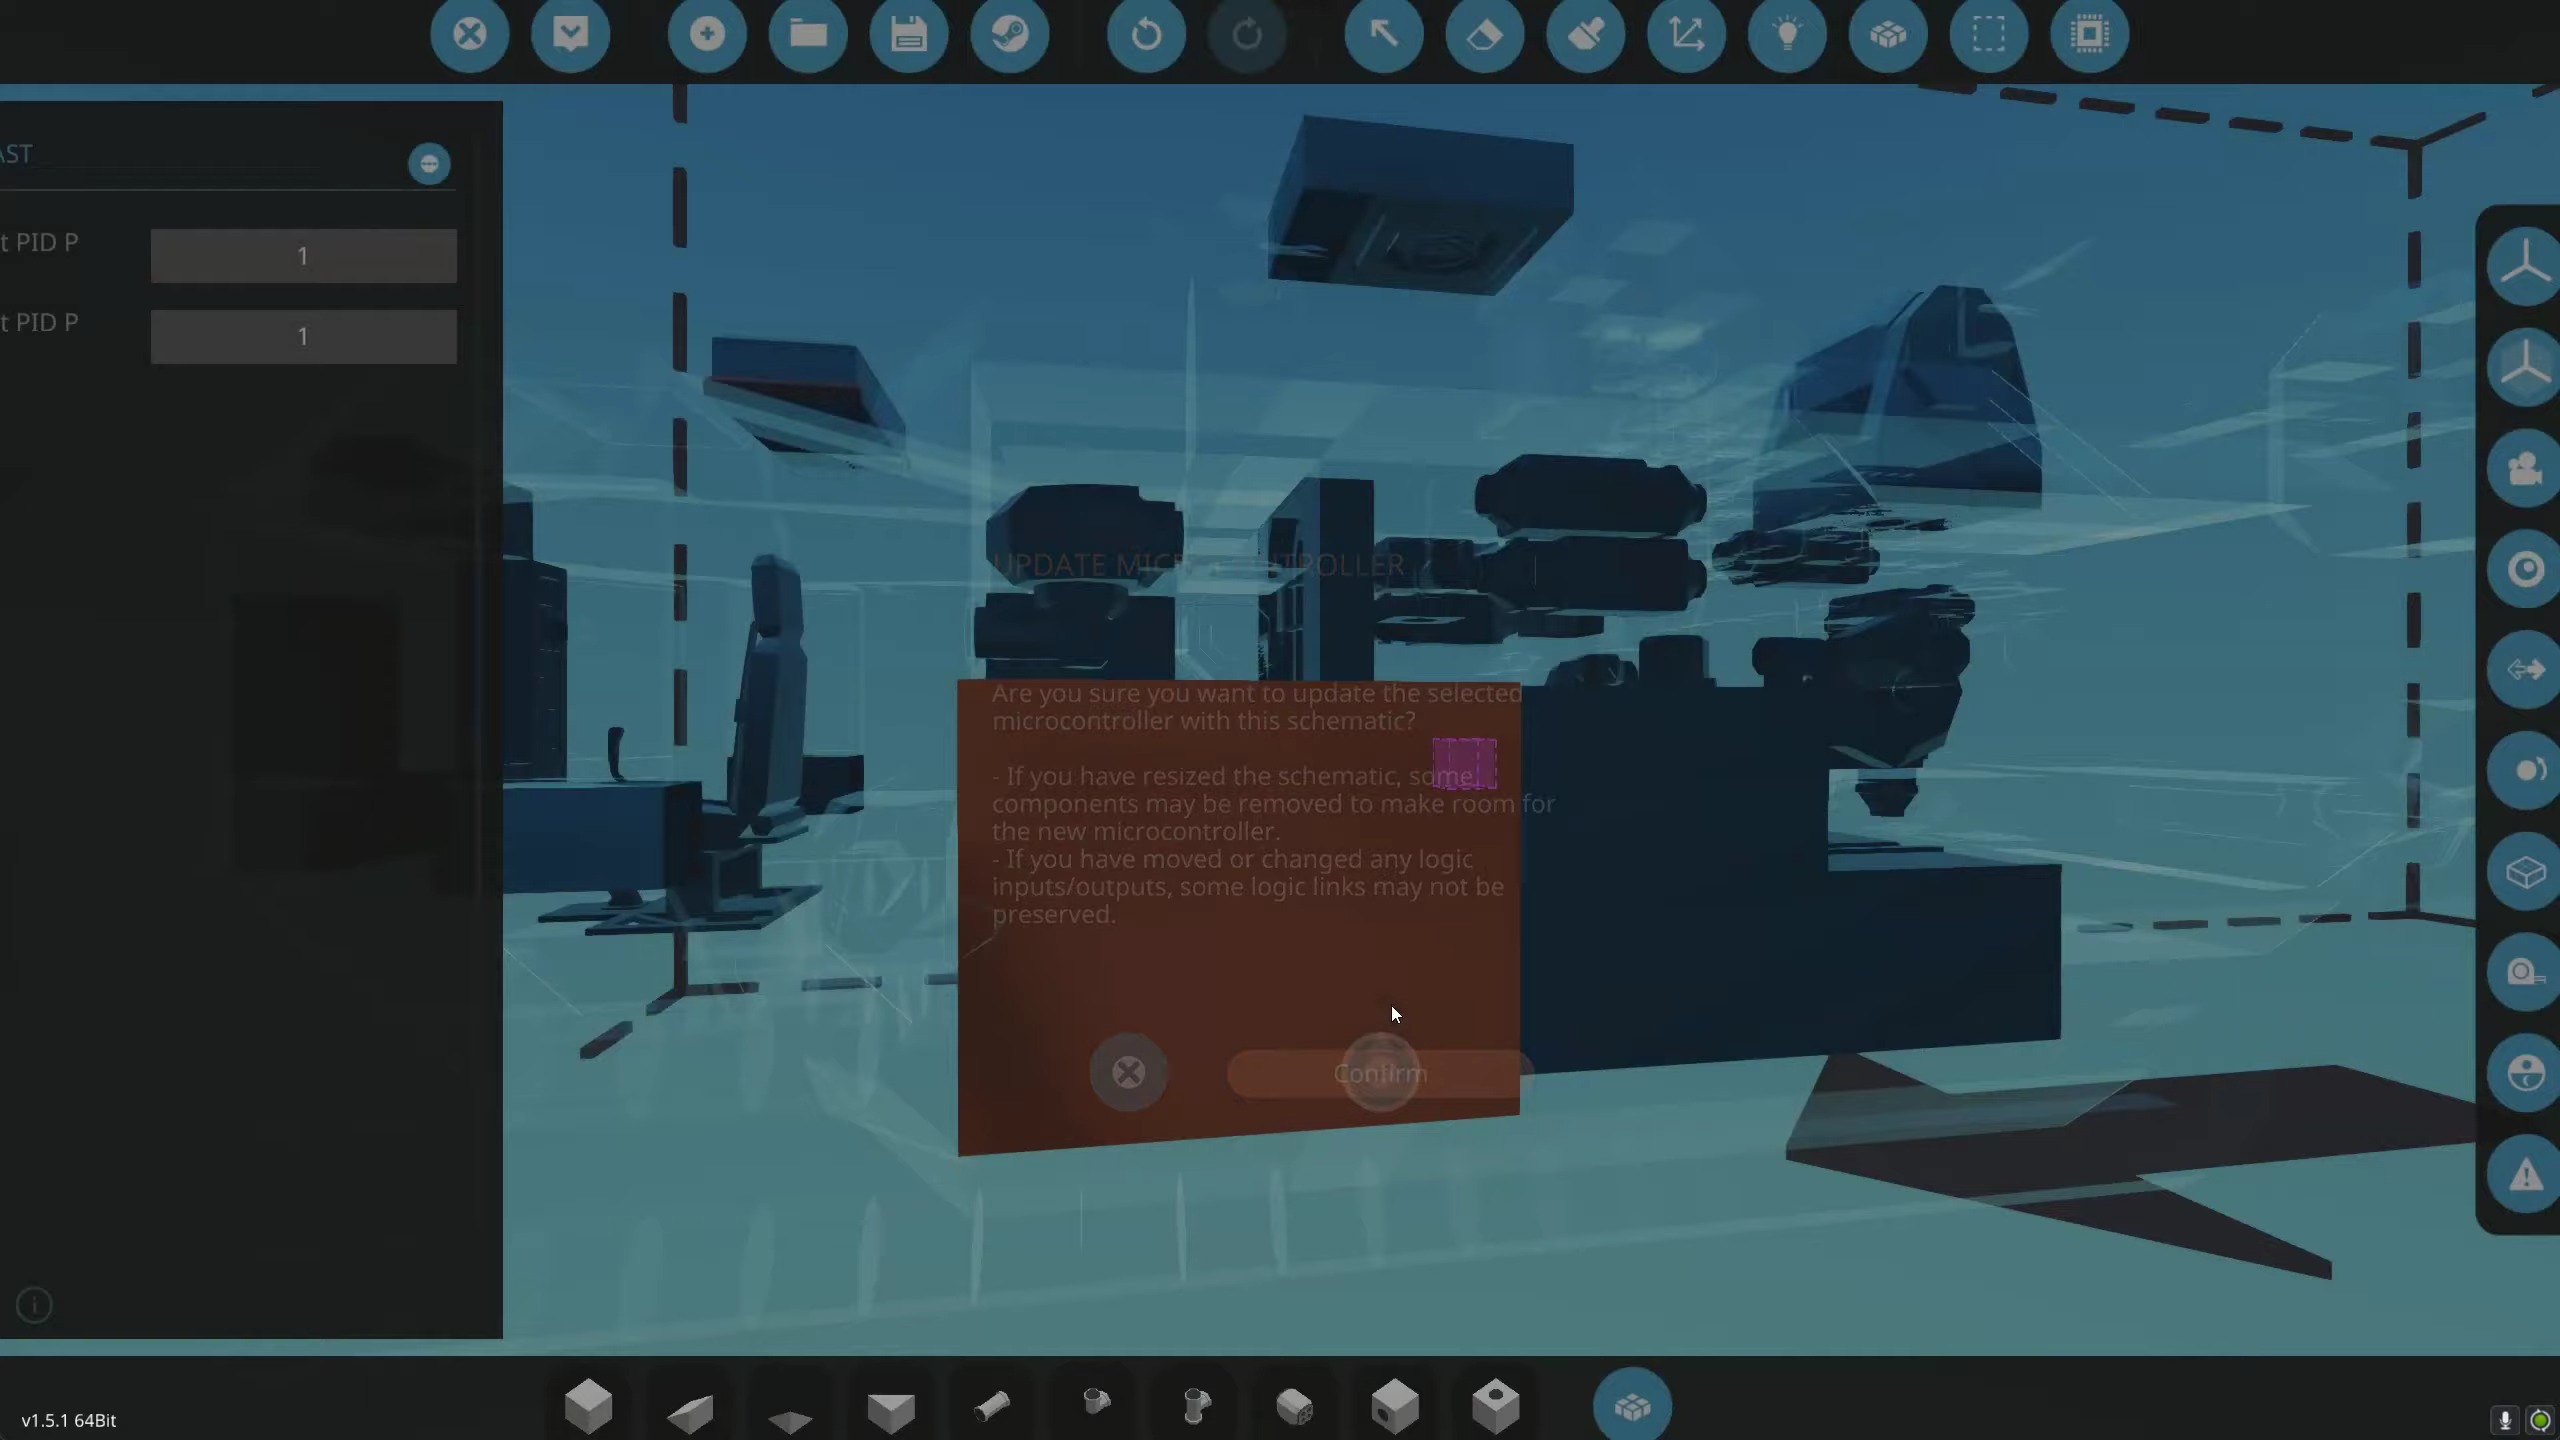 AST
t PID P
1
t PID P
1
UPDATE MICROCONTROLLER
Are you sure you want to update the selected
microcontroller with this schematic?
- If you have resized the schematic, some
components may be removed to make room for
the new microcontroller.
- If you have moved or changed any logic
inputs/outputs, some logic links may not be
preserved.
Confirm
v1.5.1 64Bit